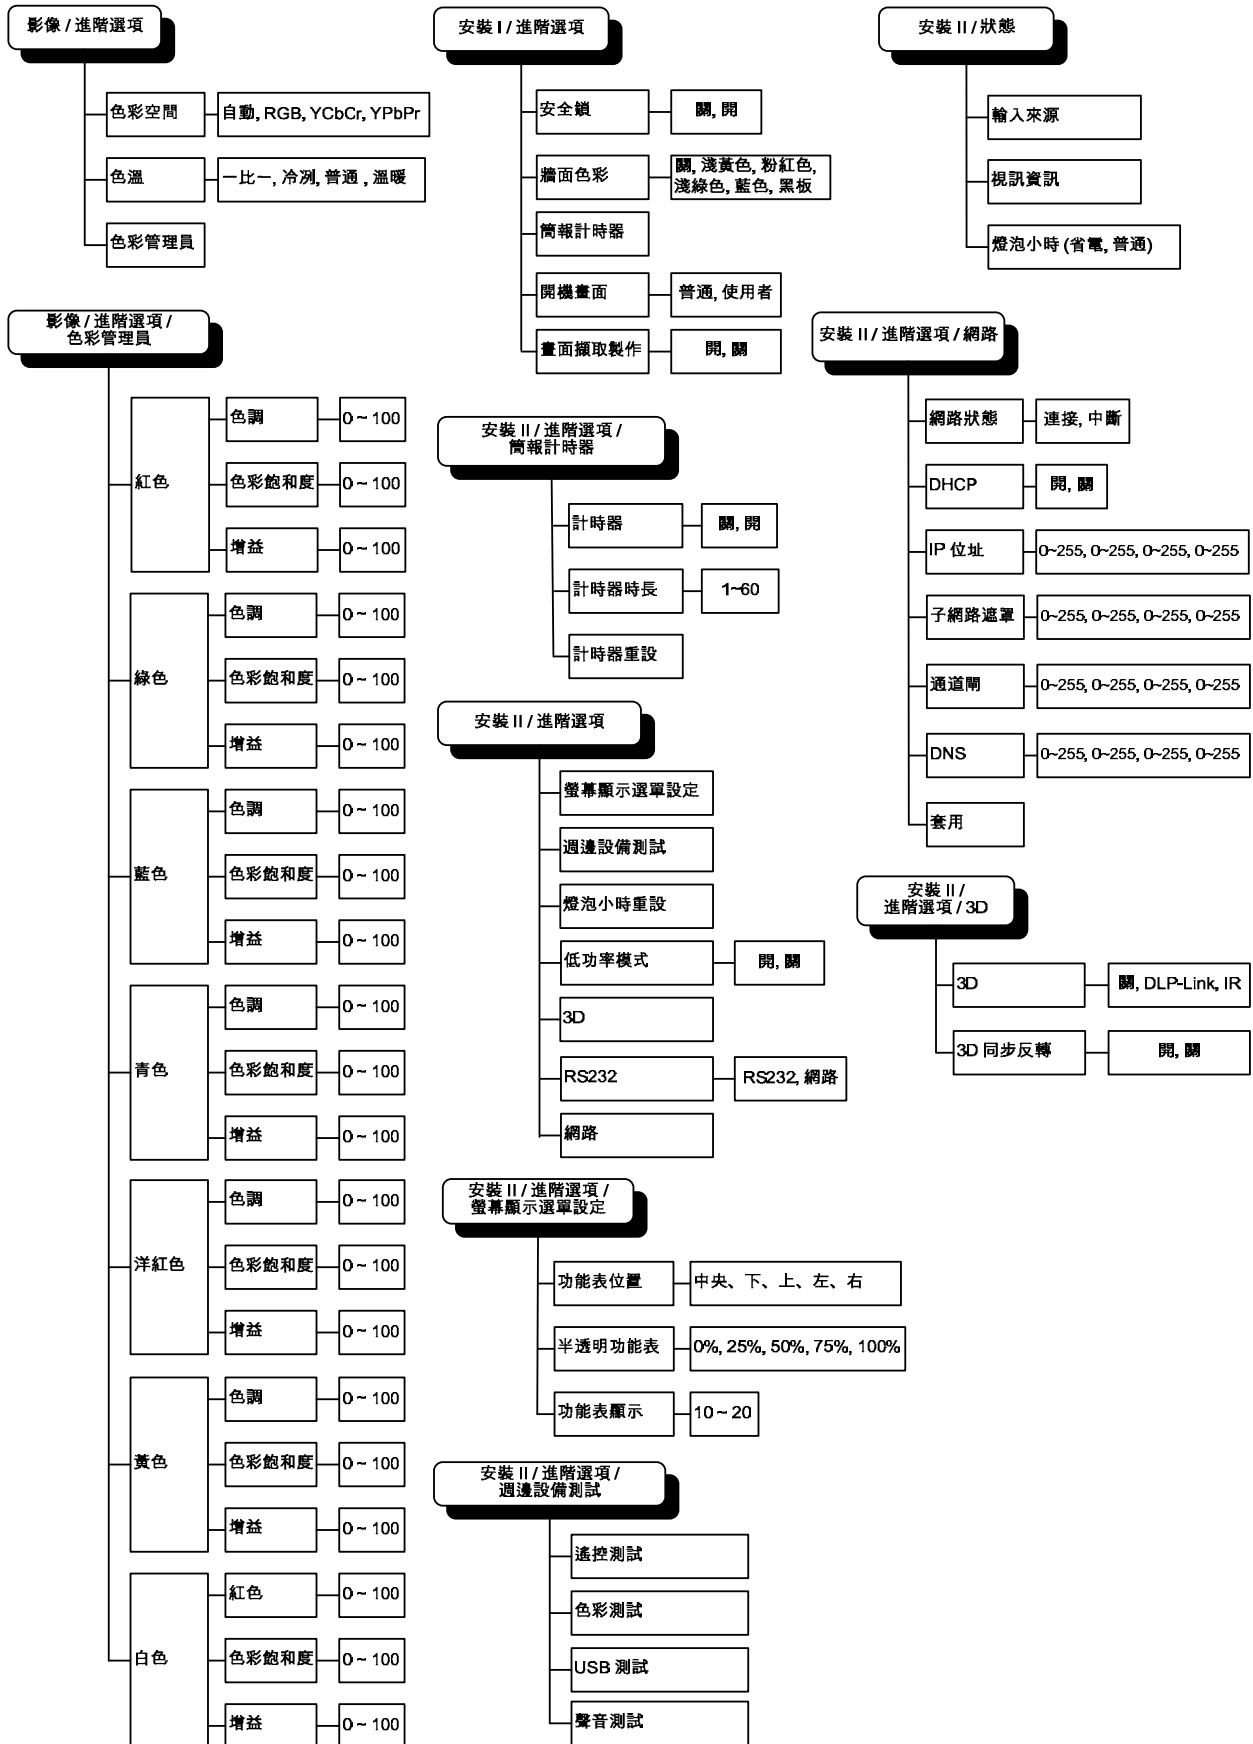 影像 / 進階選項
色彩空間
自動, RGB, YCbCr, YPbPr
色溫
一比一, 冷冽, 普通 , 溫暖
色彩管理員
影像 / 進階選項 /
色彩管理員
紅色
色調
0 ~ 100
色彩飽和度
0 ~ 100
增益
0 ~ 100
綠色
色調
0 ~ 100
色彩飽和度
0 ~ 100
增益
0 ~ 100
藍色
色調
0 ~ 100
色彩飽和度
0 ~ 100
增益
0 ~ 100
青色
色調
0 ~ 100
色彩飽和度
0 ~ 100
增益
0 ~ 100
洋紅色
色調
0 ~ 100
色彩飽和度
0 ~ 100
增益
0 ~ 100
黃色
色調
0 ~ 100
色彩飽和度
0 ~ 100
增益
0 ~ 100
白色
紅色
0 ~ 100
色彩飽和度
0 ~ 100
增益
0 ~ 100
安裝 I / 進階選項
安全鎖
關, 開
牆面色彩
關, 淺黃色, 粉紅色,
淺綠色, 藍色, 黑板
簡報計時器
開機畫面
普通, 使用者
畫面擷取製作
開, 關
安裝 II / 進階選項 /
簡報計時器
計時器
關, 開
計時器時長
1~60
計時器重設
安裝 II / 進階選項
螢幕顯示選單設定
週邊設備測試
燈泡小時重設
低功率模式
開, 關
3D
RS232
RS232, 網路
網路
安裝 II / 進階選項 /
螢幕顯示選單設定
功能表位置
中央、下、上、左、右
半透明功能表
0%, 25%, 50%, 75%, 100%
功能表顯示
10 ~ 20
安裝 II / 進階選項 /
週邊設備測試
遙控測試
色彩測試
USB 測試
聲音測試
安裝 II / 狀態
輸入來源
視訊資訊
燈泡小時 (省電, 普通)
安裝 II / 進階選項 / 網路
網路狀態
連接, 中斷
DHCP
開, 關
IP 位址
0~255, 0~255, 0~255, 0~255
子網路遮罩
0~255, 0~255, 0~255, 0~255
通道閘
0~255, 0~255, 0~255, 0~255
DNS
0~255, 0~255, 0~255, 0~255
套用
安裝 II /
進階選項 / 3D
3D
關, DLP-Link, IR
3D 同步反轉
開, 關